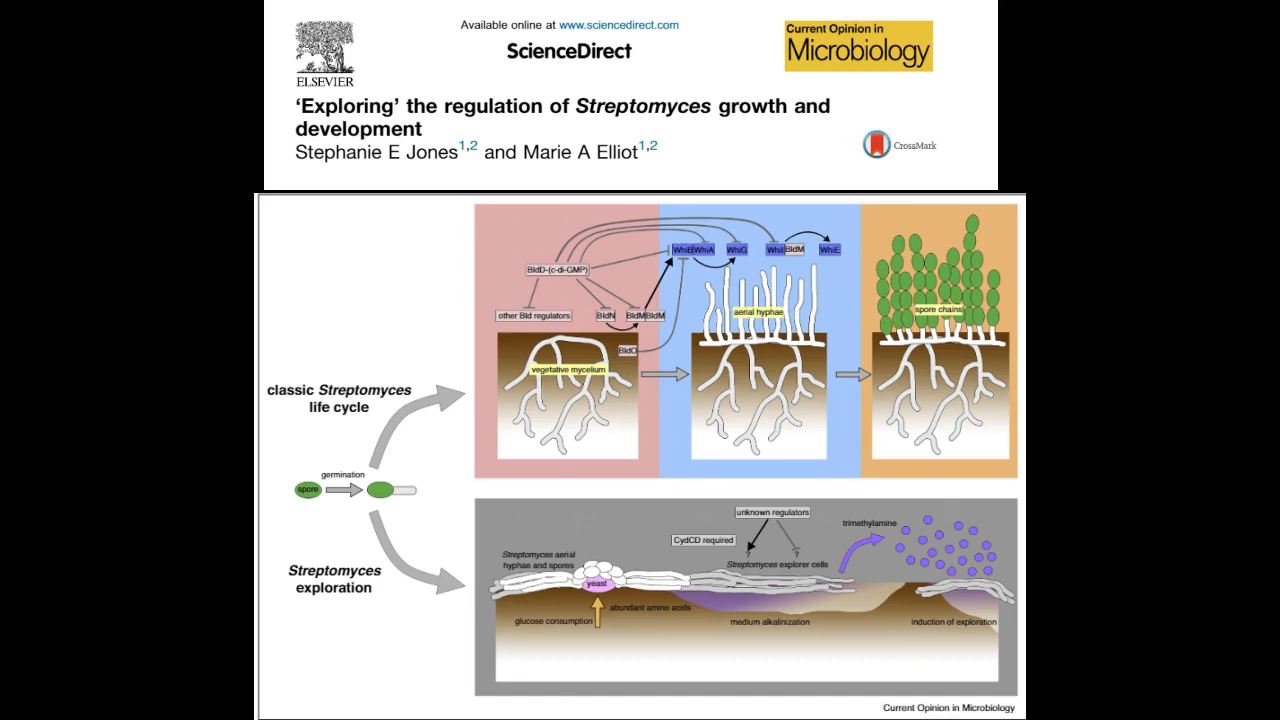 Available online at www.sciencedirect.com
ScienceDirect
ELSEVIER
Current Opinion in
Microbiology
‘Exploring’ the regulation of Streptomyces growth and
development
Stephanie E Jones1,2 and Marie A Elliot1,2
CrossMark
WhiB WhiA WhiG WhiI BldM WhiE
BldD-(c-di-GMP)
other Bld regulators BldN BldM BldM
aerial hyphae
spore chains
BldO
vegetative mycelium
classic Streptomyces
life cycle
germination
spore
Streptomyces
exploration
unknown regulators
trimethylamine
CydCD required
? ?
Streptomyces aerial
hyphae and spores
Streptomyces explorer cells
yeast
abundant amino acids
glucose consumption
medium alkalinization
induction of exploration
Current Opinion in Microbiology